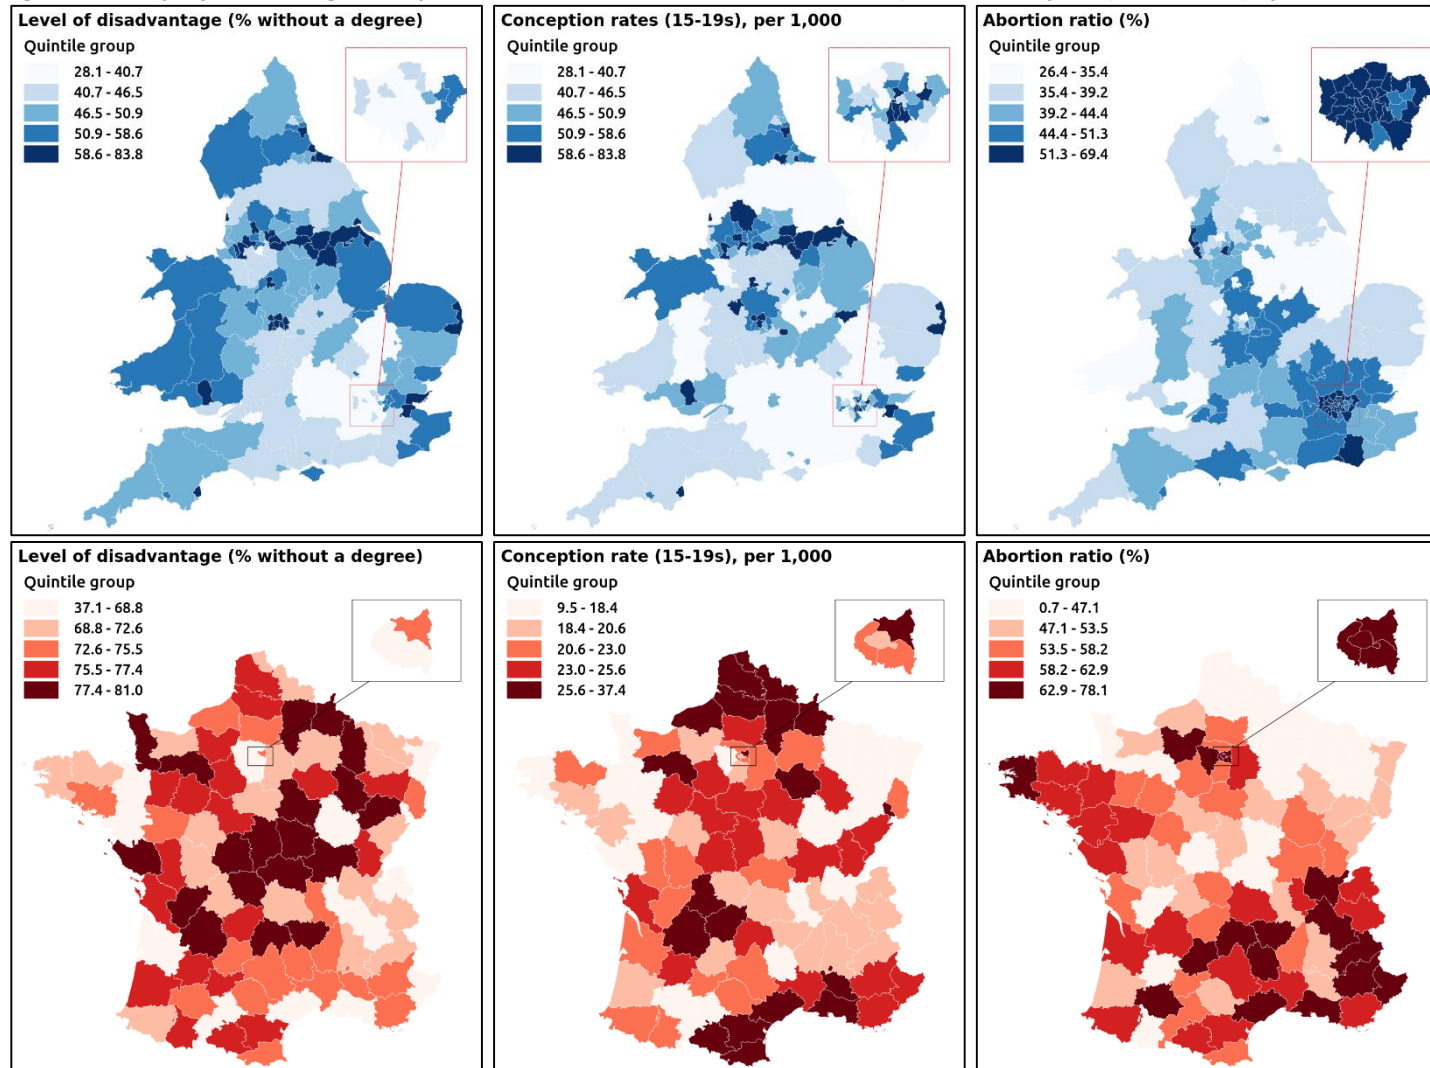 Level of disadvantage (% without a degree)
Quintile group
28.1 - 40.7
40.7 - 46.5
46.5 - 50.9
50.9 - 58.6
58.6 - 83.8
Conception rates (15-19s), per 1,000
Quintile group
28.1 - 40.7
40.7 - 46.5
46.5 - 50.9
50.9 - 58.6
58.6 - 83.8
Abortion ratio (%)
Quintile group
26.4 - 35.4
35.4 - 39.2
39.2 - 44.4
44.4 - 51.3
51.3 - 69.4
Level of disadvantage (% without a degree)
Quintile group
37.1 - 68.8
68.8 - 72.6
72.6 - 75.5
75.5 - 77.4
77.4 - 81.0
Conception rate (15-19s), per 1,000
Quintile group
9.5 - 18.4
18.4 - 20.6
20.6 - 23.0
23.0 - 25.6
25.6 - 37.4
Abortion ratio (%)
Quintile group
0.7 - 47.1
47.1 - 53.5
53.5 - 58.2
58.2 - 62.9
62.9 - 78.1